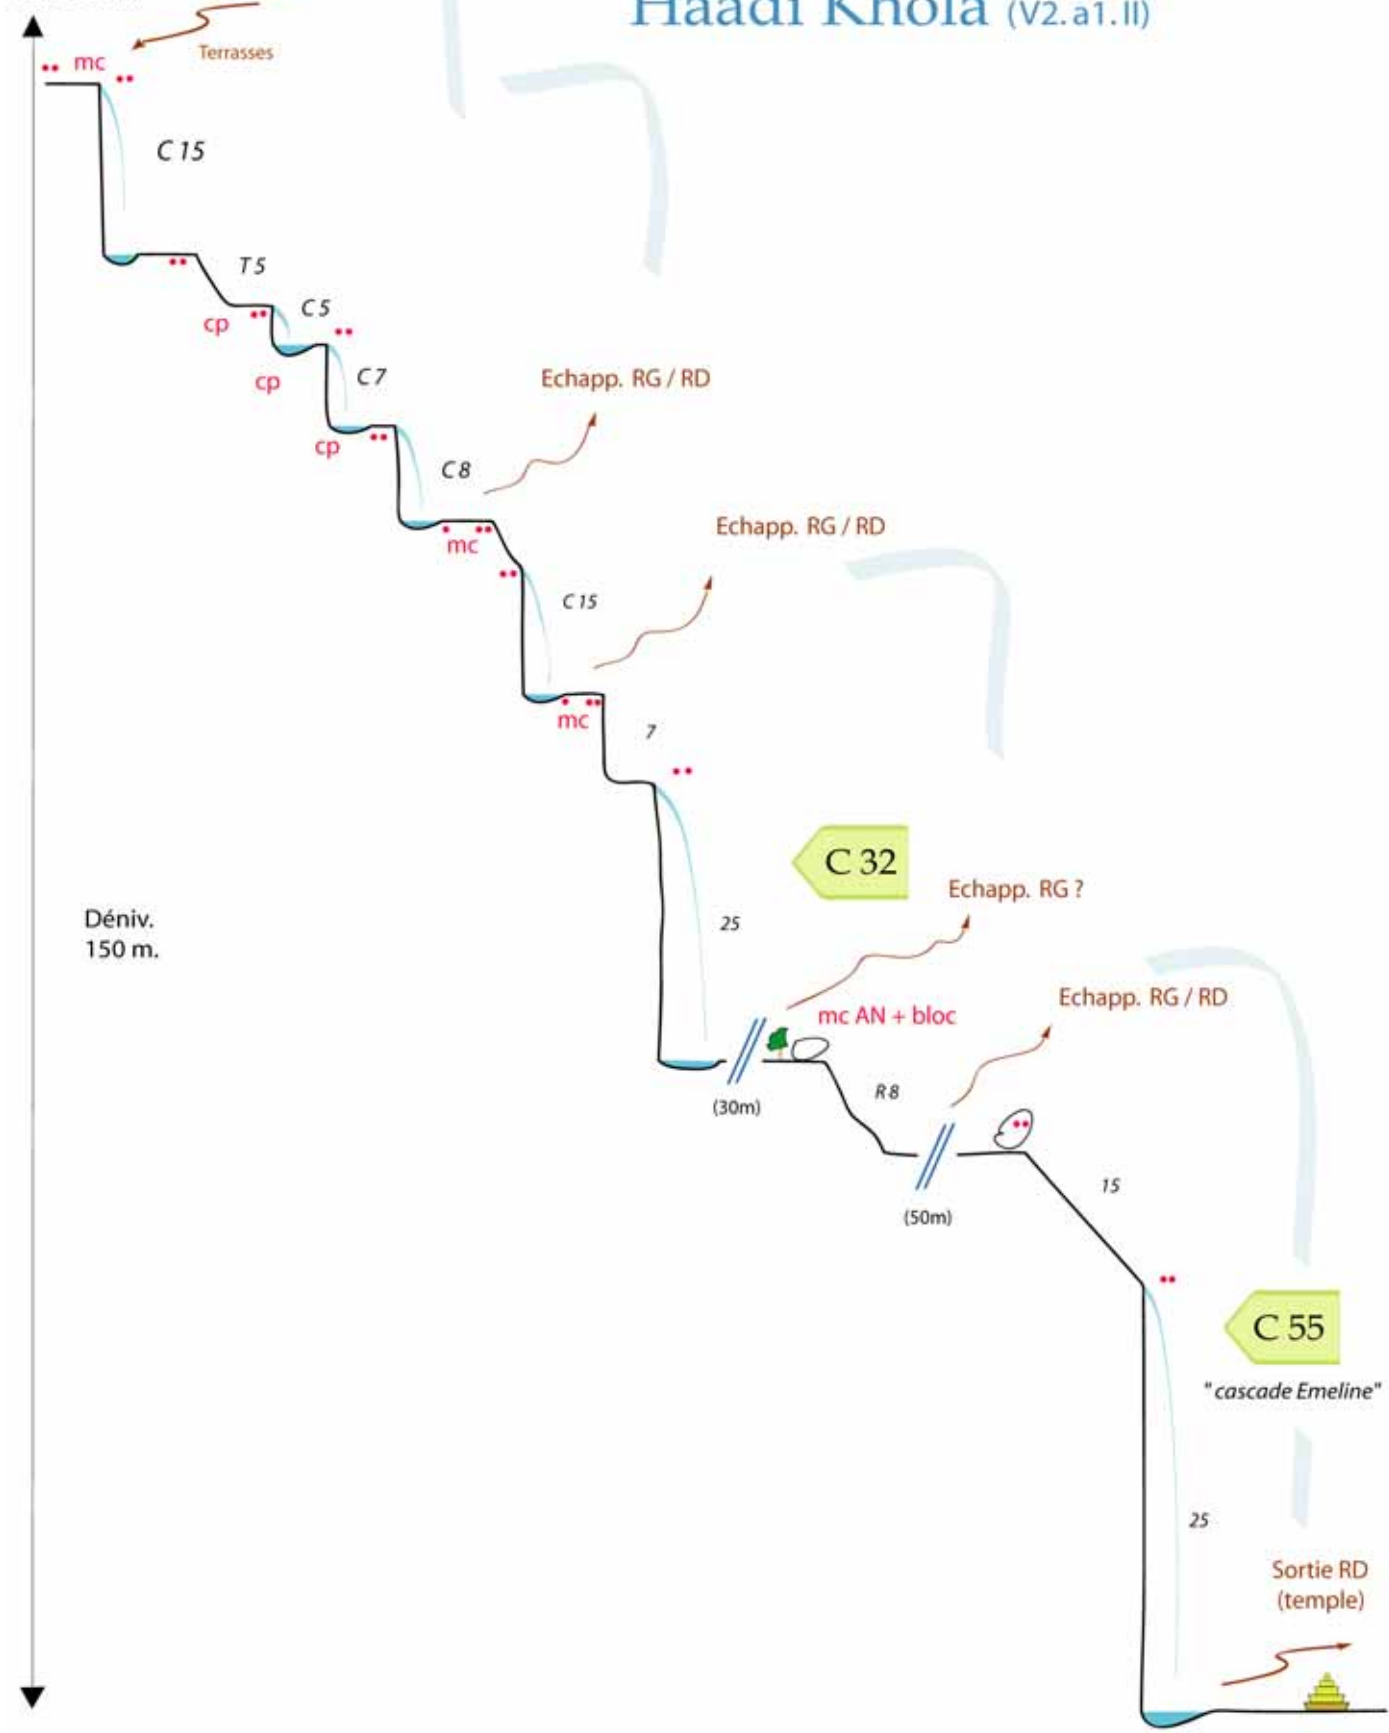 Haadi Khola (V2.a1.II)
Terrasses
mc
C 15
T 5
C 5
cp
cp
C 7
Echapp. RG / RD
cp
C 8
mc
Echapp. RG / RD
C 15
mc
7
C 32
Echapp. RG ?
Déniv.
150 m.
25
Echapp. RG / RD
mc AN + bloc
R 8
(30m)
15
(50m)
C 55
"cascade Emeline"
25
Sortie RD
(temple)